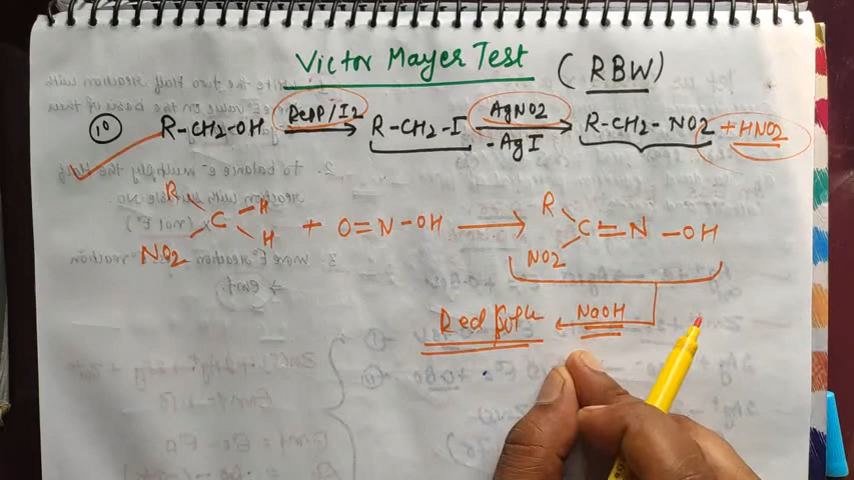 Victor Mayer Test (RBW)
1° R-CH2-OH Red P/I2 R-CH2-I AgNO2 -AgI R-CH2-NO2 +HNO2
R NO2 C H H + O=N-OH R NO2 C=N-OH
Red NaOH